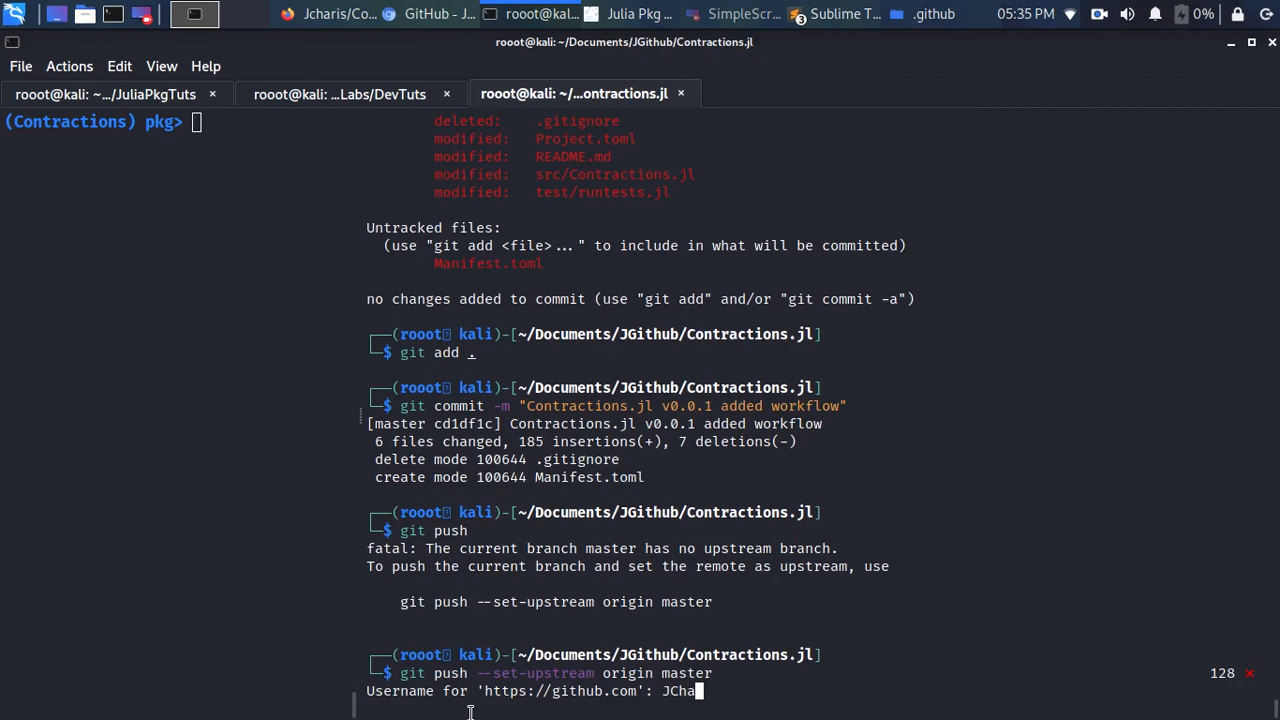 Jcharis/Co...
GitHub - J...
rooot@kal...
Julia Pkg ...
SimpleScr...
3
Sublime T...
.github
05:35 PM
0%
rooot@kali: ~/Documents/JGithub/Contractions.jl
File Actions Edit View Help
rooot@kali: ~.../JuliaPkgTuts ×
rooot@kali: ...Labs/DevTuts ×
rooot@kali: ~/...ontractions.jl ×
(Contractions) pkg>
deleted: .gitignore
modified: Project.toml
modified: README.md
modified: src/Contractions.jl
modified: test/runtests.jl
Untracked files:
(use "git add <file>..." to include in what will be committed)
Manifest.toml
no changes added to commit (use "git add" and/or "git commit -a")
┌──(rooot kali)-[~/Documents/JGithub/Contractions.jl]
└─$ git add .
┌──(rooot kali)-[~/Documents/JGithub/Contractions.jl]
└─$ git commit -m "Contractions.jl v0.0.1 added workflow"
[master cd1df1c] Contractions.jl v0.0.1 added workflow
6 files changed, 185 insertions(+), 7 deletions(-)
delete mode 100644 .gitignore
create mode 100644 Manifest.toml
┌──(rooot kali)-[~/Documents/JGithub/Contractions.jl]
└─$ git push
fatal: The current branch master has no upstream branch.
To push the current branch and set the remote as upstream, use
git push --set-upstream origin master
┌──(rooot kali)-[~/Documents/JGithub/Contractions.jl]
└─$ git push --set-upstream origin master 128 ×
Username for 'https://github.com': JCha